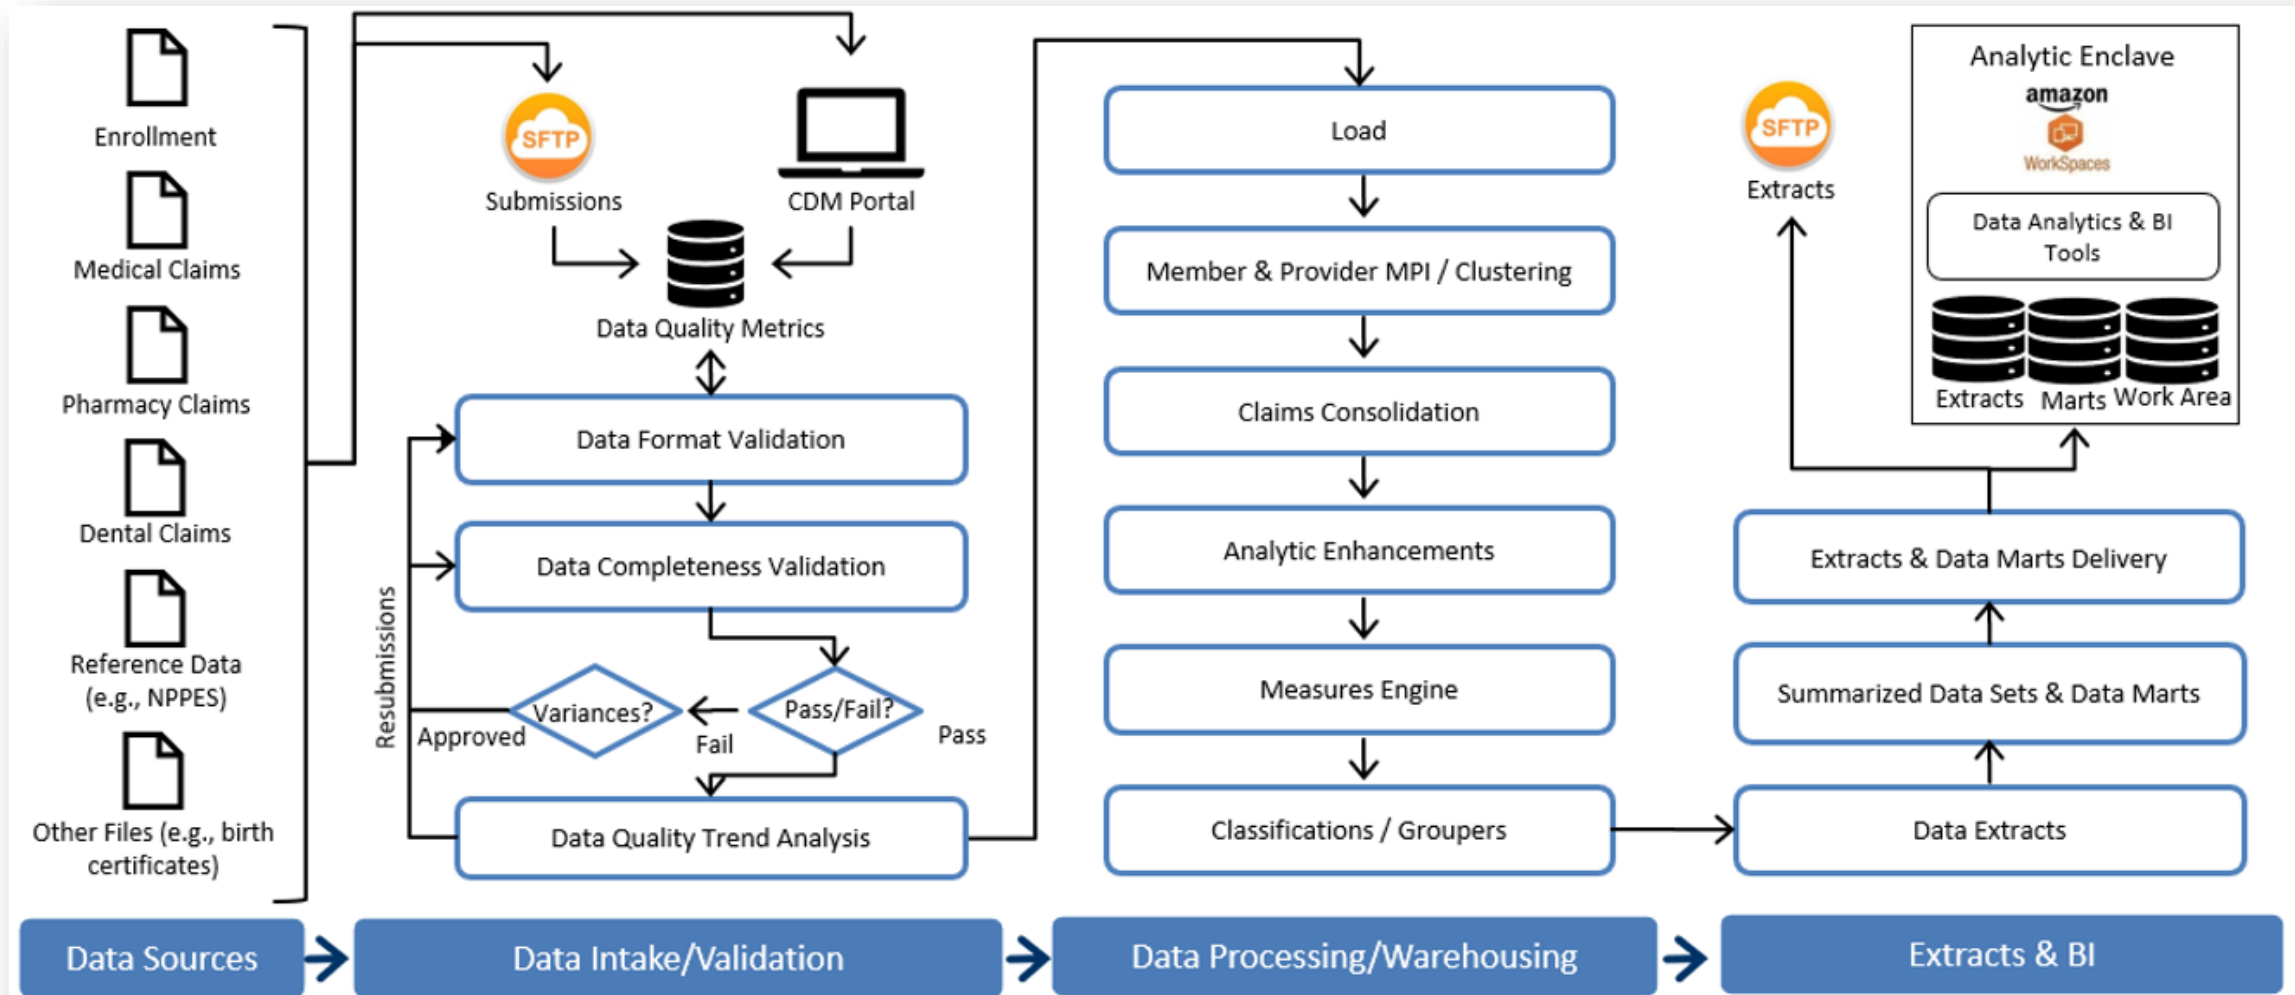 Enrollment
Medical Claims
Pharmacy Claims
Dental Claims
Reference Data
(e.g., NPPES)
Other Files (e.g., birth
certificates)
SFTP
Submissions
CDM Portal
Data Quality Metrics
Data Format Validation
Data Completeness Validation
Resubmissions
Variances?
Pass/Fail?
Approved
Fail
Pass
Data Quality Trend Analysis
Load
Member & Provider MPI / Clustering
Claims Consolidation
Analytic Enhancements
Measures Engine
Classifications / Groupers
SFTP
Extracts
Analytic Enclave
amazon
WorkSpaces
Data Analytics & BI
Tools
Extracts
Marts
Work Area
Extracts & Data Marts Delivery
Summarized Data Sets & Data Marts
Data Extracts
Data Sources
Data Intake/Validation
Data Processing/Warehousing
Extracts & BI